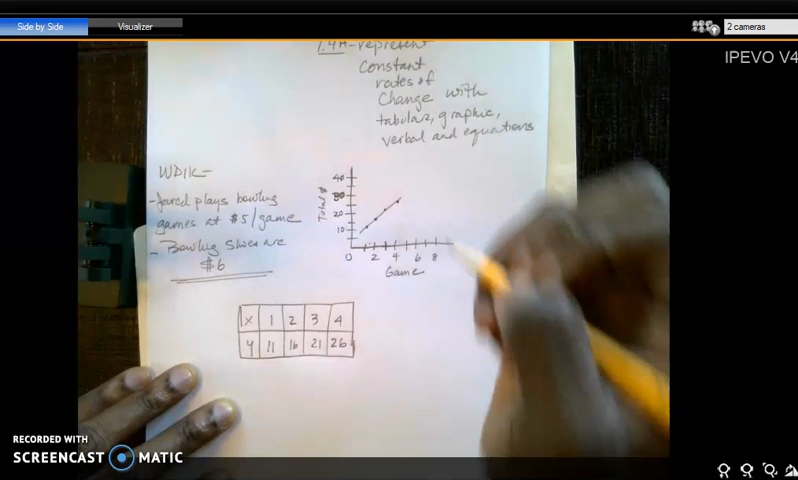 Side by Side
Visualizer
2 cameras
IPEVO V4
7.4A-represent
Constant
rates of
Change with
tabular, graphic,
verbal and equations
WDIK-
-Jared plays bowling
games at $5/game
- Bowling shoes are
$6
Total $
40
30
20
10
0 2 4 6 8
Game
X 1 2 3 4
Y 11 16 21 26
RECORDED WITH
SCREENCAST MATIC